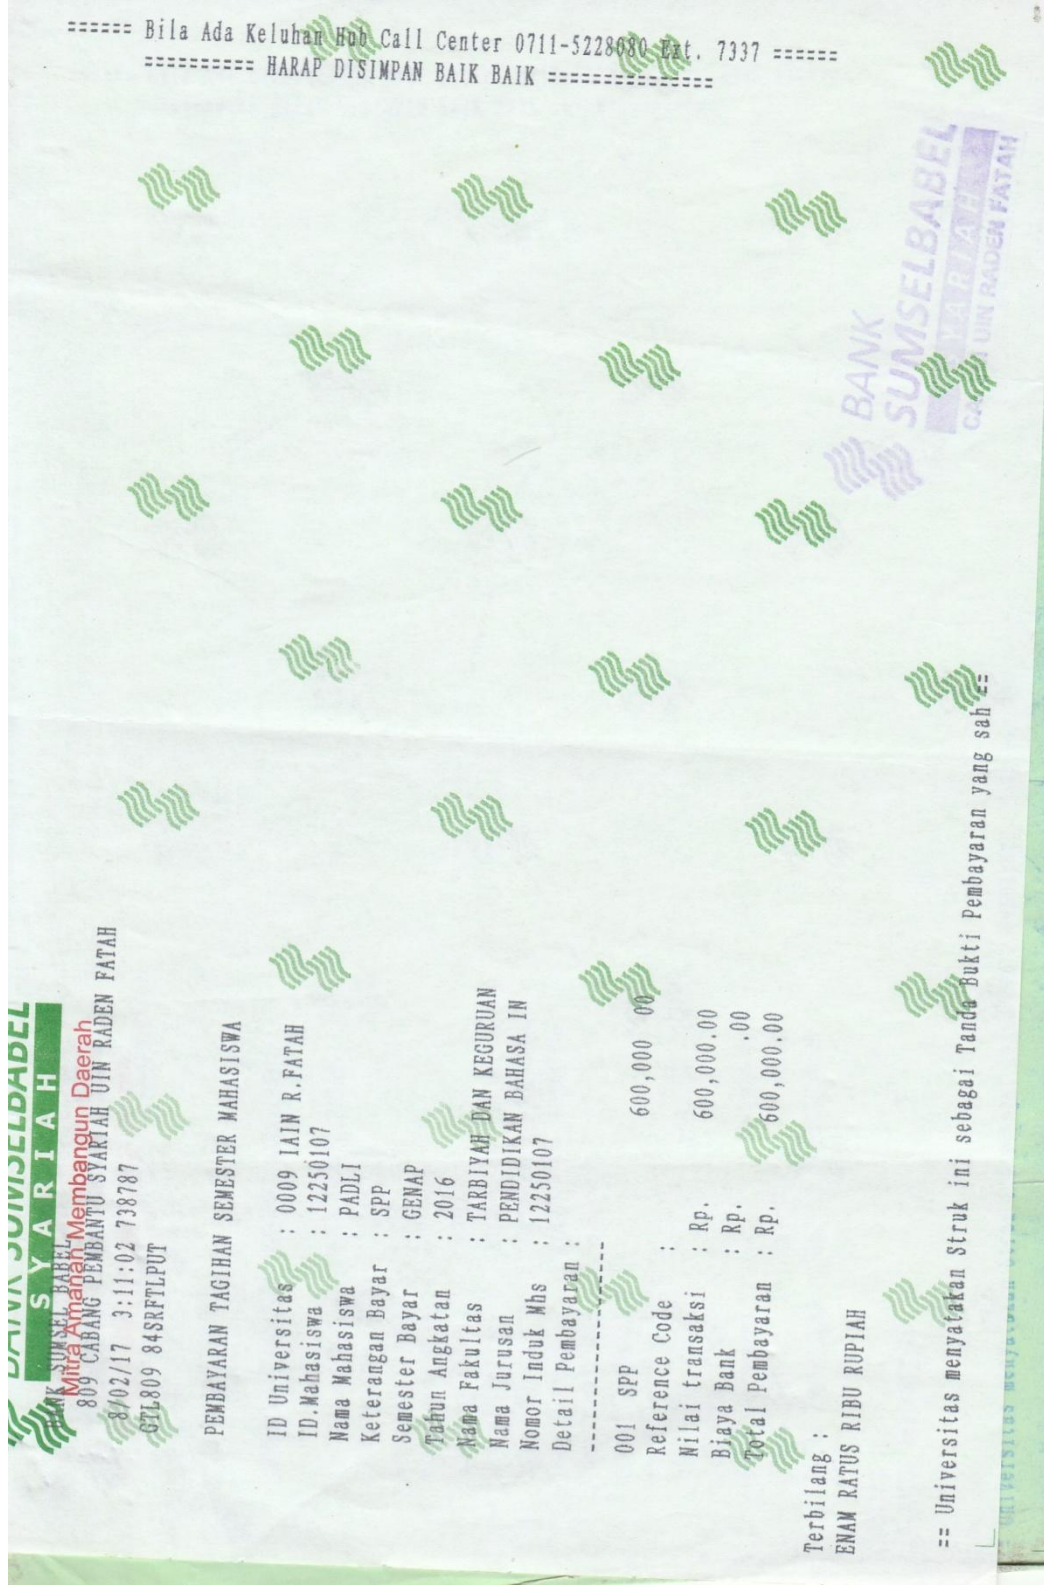 BANK SUMSELBABEL
SYARIAH
Mitra Amanah Membangun Daerah
BANK SUMSEL BABEL
809 CABANG PEMBANTU SYARIAH UIN RADEN FATAH
8/02/17 3:11:02 738787
GTL809 848RFTLPUT
PEMBAYARAN TAGIHAN SEMESTER MAHASISWA
ID Universitas : 0009 IAIN R.FATAH
ID.Mahasiswa : 12250107
Nama Mahasiswa : PADLI
Keterangan Bayar : SPP
Semester Bayar : GENAP
Tahun Angkatan : 2016
Nama Fakultas : TARBIYAH DAN KEGURUAN
Nama Jurusan : PENDIDIKAN BAHASA IN
Nomor Induk Mhs : 12250107
Detail Pembayaran :
--------------------
001 SPP 600,000 00
Reference Code :
Nilai transaksi : Rp. 600,000.00
Biaya Bank : Rp. .00
Total Pembayaran : Rp. 600,000.00
Terbilang :
ENAM RATUS RIBU RUPIAH
== Universitas menyatakan Struk ini sebagai Tanda Bukti Pembayaran yang sah ==
====== Bila Ada Keluhan Hub Call Center 0711-5228080 Ext. 7337 ======
========== HARAP DISIMPAN BAIK BAIK ===============
BANK
SUMSELBABEL
UIN RADEN FATAH
Universitas menyatakan